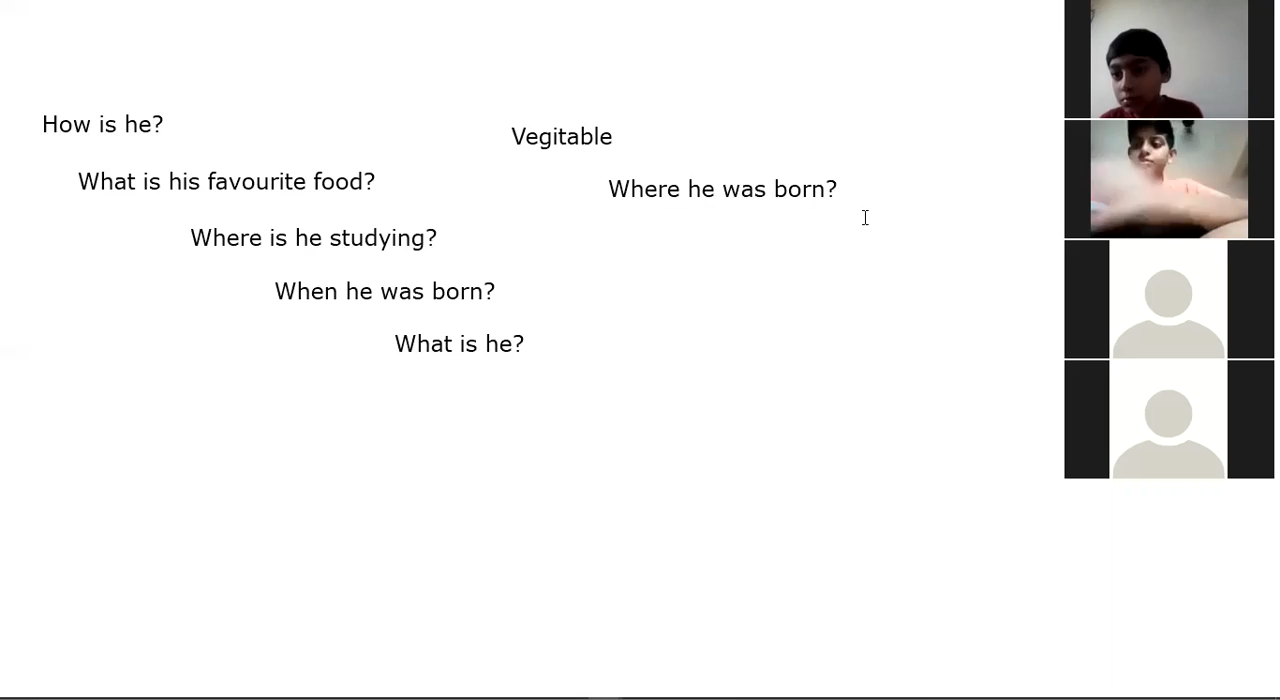 How is he?
Vegitable
What is his favourite food?
Where he was born?
Where is he studying?
When he was born?
What is he?